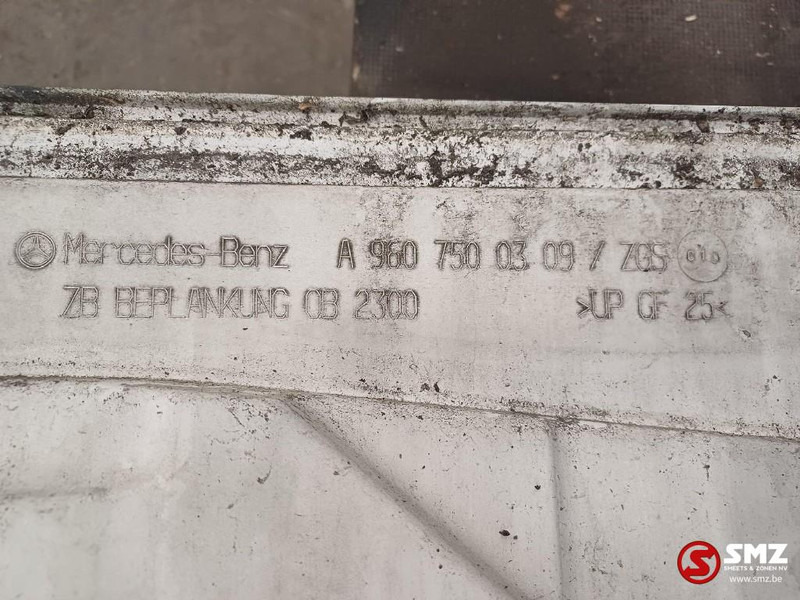 Mercedes-Benz A 960 750 03 09 / ZGS 010
ZB BEPLANKUNG OB 2300 >UP GF 25<
SMZ
SMEETS & ZONEN NV
www.smz.be